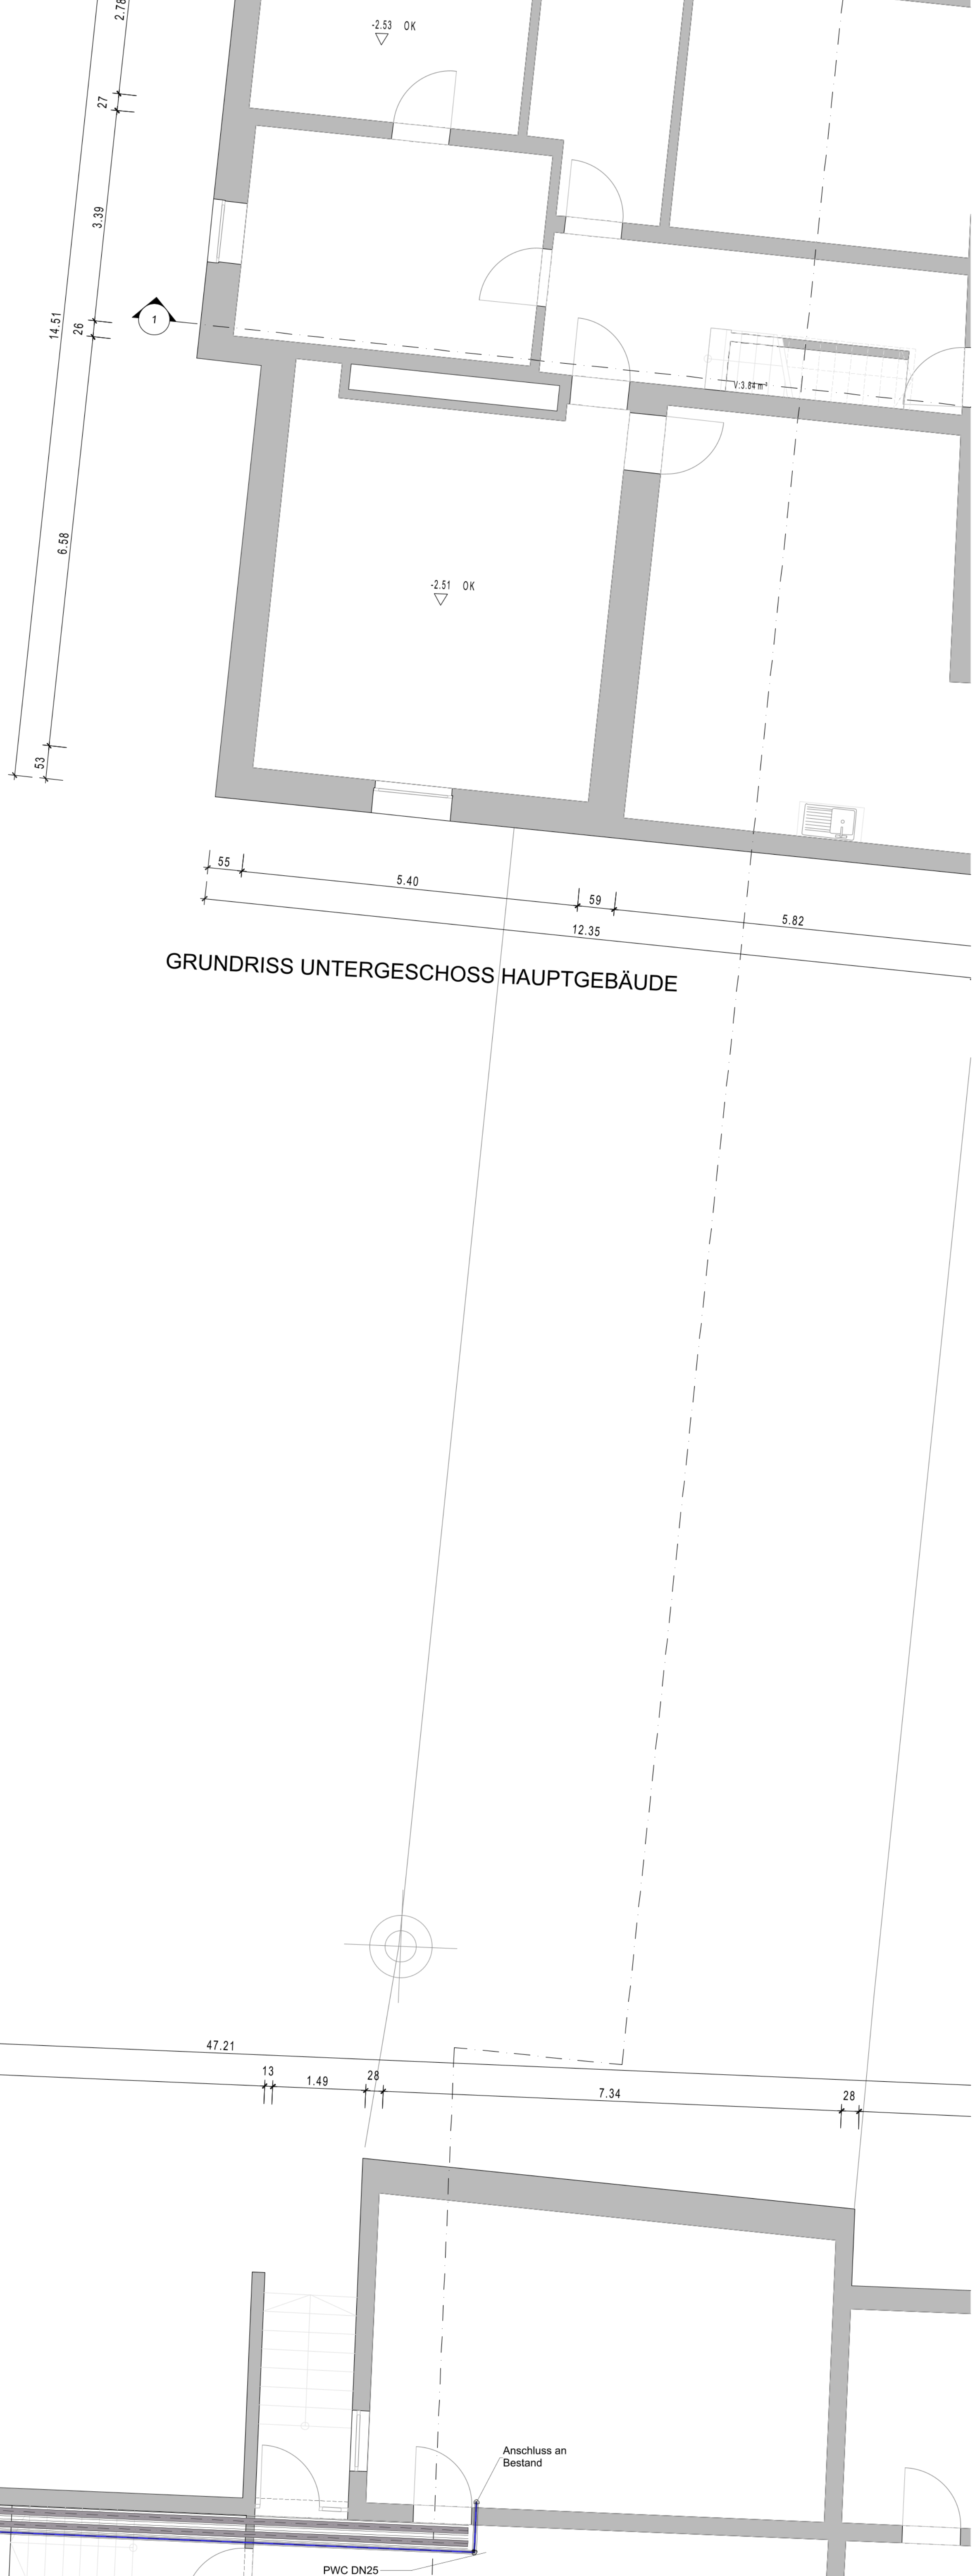 2.78
-2.53 OK
27
3.39
14.51
26
1
V:3.84 m³
6.58
-2.51 OK
53
55
5.40
59
5.82
12.35
GRUNDRISS UNTERGESCHOSS HAUPTGEBÄUDE
47.21
13
1.49
28
7.34
28
Anschluss an
Bestand
PWC DN25